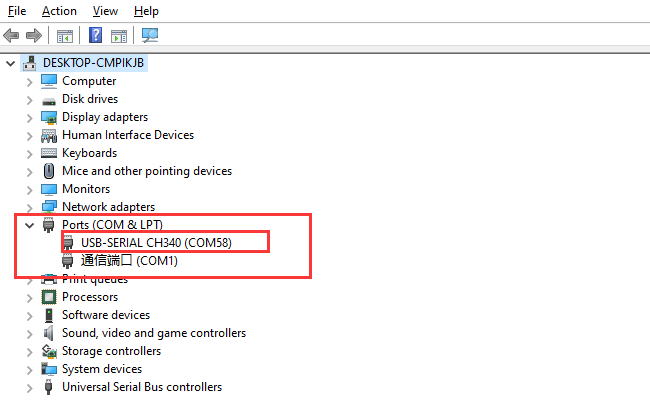 File Action View Help
DESKTOP-CMPIKJB
Computer
Disk drives
Display adapters
Human Interface Devices
Keyboards
Mice and other pointing devices
Monitors
Network adapters
Ports (COM & LPT)
USB-SERIAL CH340 (COM58)
通信端口 (COM1)
Print queues
Processors
Software devices
Sound, video and game controllers
Storage controllers
System devices
Universal Serial Bus controllers